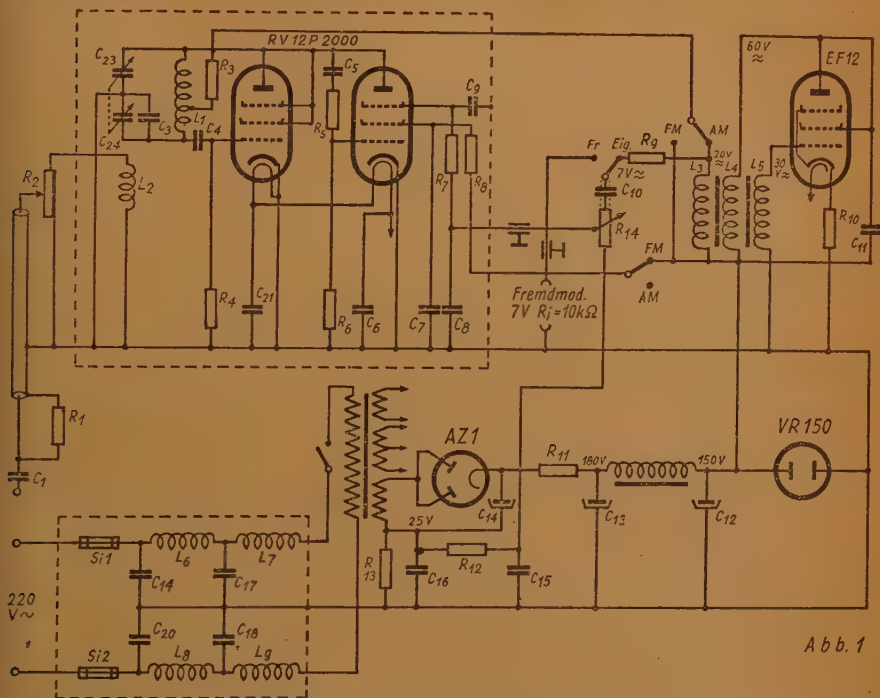 RV12P2000
C23
C24
C3
L1
C4
R3
C5
R5
C9
R7
R8
R2
L2
R4
C21
R6
C6
C7
C8
Fr
Eig.
7V≈
R9
C10
R14
FM
AM
20V≈
L3
L4
L5
60V
≈
30
V≈
EF12
R10
C11
FM
AM
Fremdmod.
7V Ri=10kΩ
R1
C1
AZ1
R11
180V
150V
VR150
C14
C13
C12
25V
R
13
C16
R12
C15
Si1
L6
L7
C14
C17
220
V~
C20
C18
Si2
L8
L9
Abb. 1